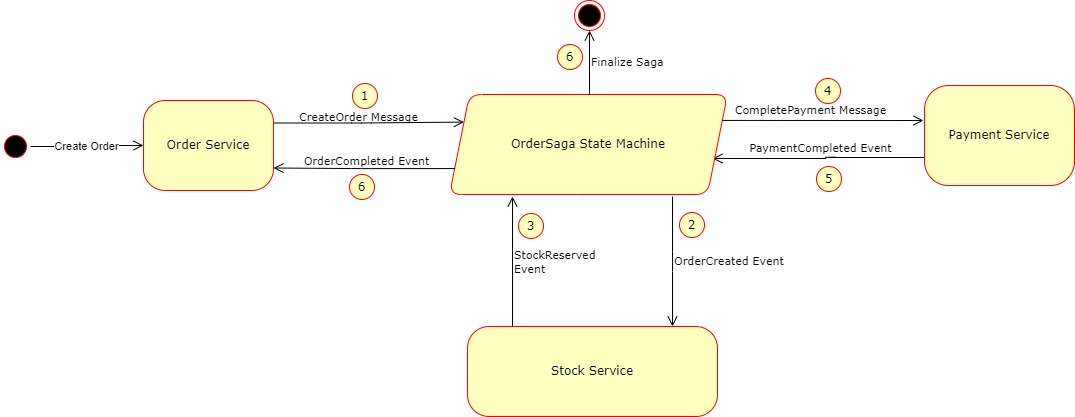 6
Finalize Saga
1
4
CreateOrder Message
CompletePayment Message
Create Order
Order Service
OrderSaga State Machine
Payment Service
OrderCompleted Event
PaymentCompleted Event
6
5
3
2
StockReserved
Event
OrderCreated Event
Stock Service